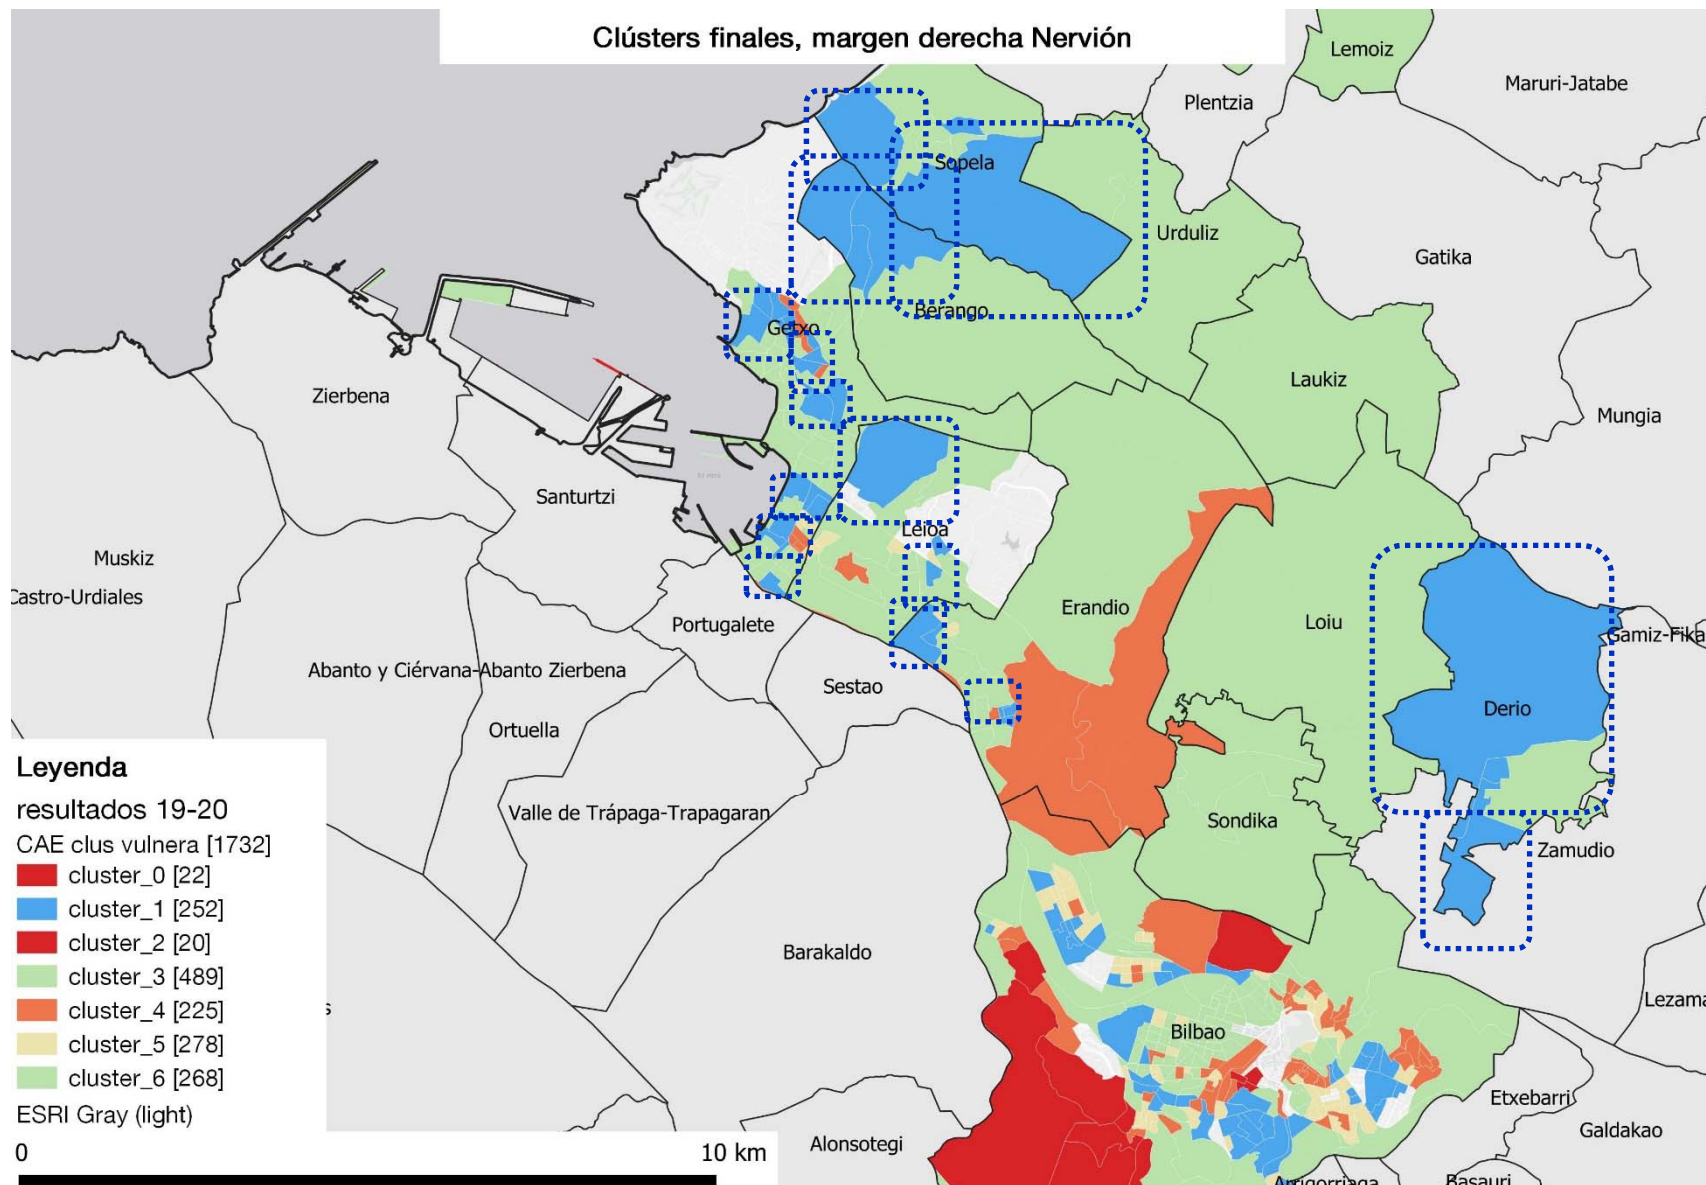 Clústers finales, margen derecha Nervión
Lemoiz
Maruri-Jatabe
Plentzia
Sopela
Urduliz
Gatika
Berango
Getxo
Zierbena
Laukiz
Mungia
Santurtzi
Leioa
Muskiz
Castro-Urdiales
Erandio
Loiu
Gamiz-Fika
Portugalete
Abanto y Ciérvana-Abanto Zierbena
Sestao
Derio
Ortuella
Valle de Trápaga-Trapagaran
Sondika
Zamudio
Barakaldo
Lezama
Bilbao
Etxebarri
Galdakao
Alonsotegi
Arrigorriaga
Basauri
Leyenda
resultados 19-20
CAE clus vulnera [1732]
cluster_0 [22]
cluster_1 [252]
cluster_2 [20]
cluster_3 [489]
cluster_4 [225]
cluster_5 [278]
cluster_6 [268]
ESRI Gray (light)
0 10 km